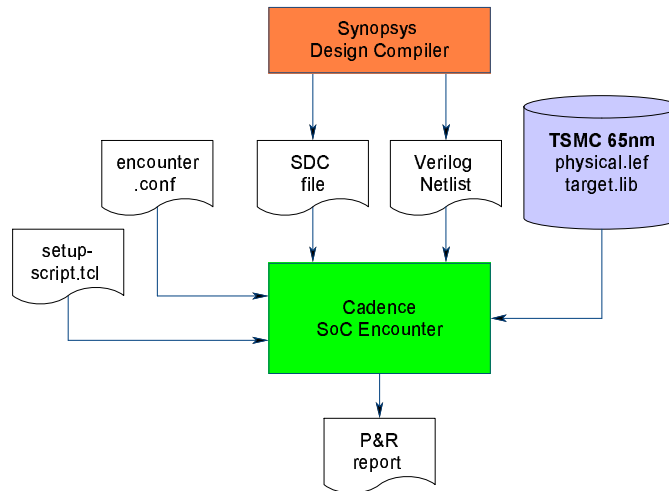 Synopsys
Design Compiler
TSMC 65nm
physical.lef
target.lib
encounter
.conf
SDC
file
Verilog
Netlist
setup-
script.tcl
Cadence
SoC Encounter
P&R
report